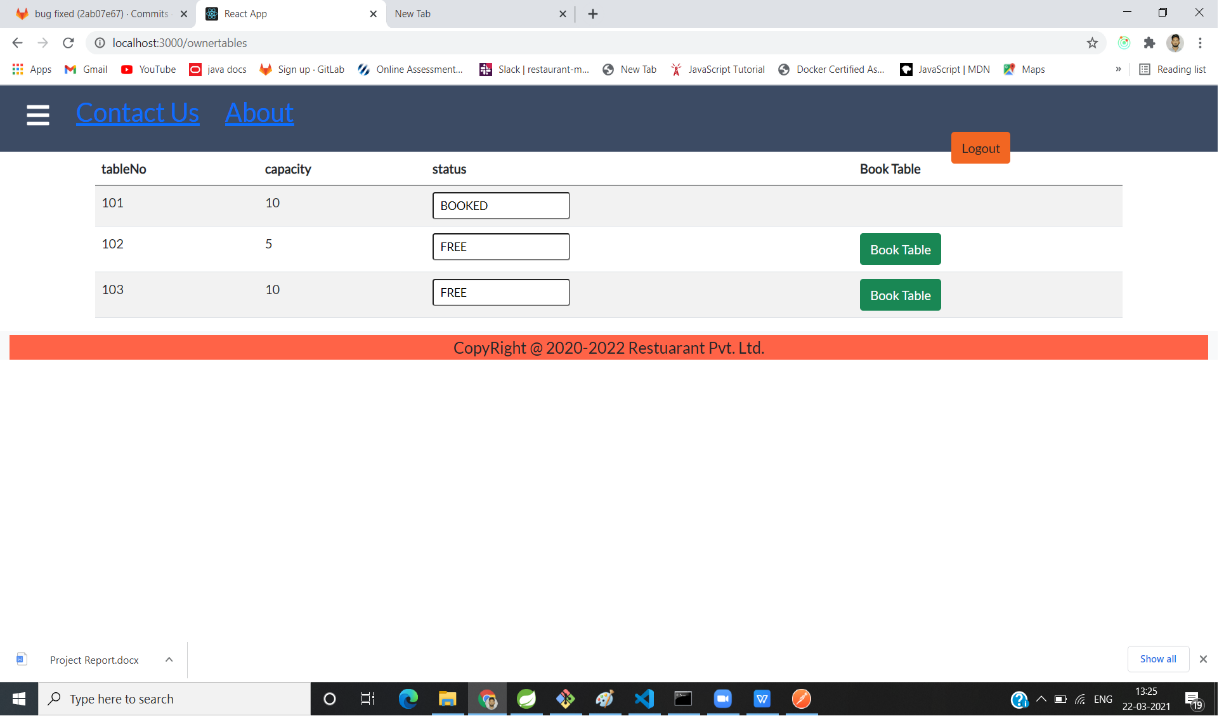 bug fixed (2ab07e67) · Commits
React App
New Tab
localhost:3000/ownertables
Apps Gmail YouTube java docs Sign up · GitLab Online Assessment... Slack | restaurant-m... New Tab JavaScript Tutorial Docker Certified As... JavaScript | MDN Maps » Reading list
Contact Us About
Logout
tableNo capacity status Book Table
101 10 BOOKED
102 5 FREE Book Table
103 10 FREE Book Table
CopyRight @ 2020-2022 Restuarant Pvt. Ltd.
Project Report.docx Show all
Type here to search
ENG
13:25
22-03-2021
19